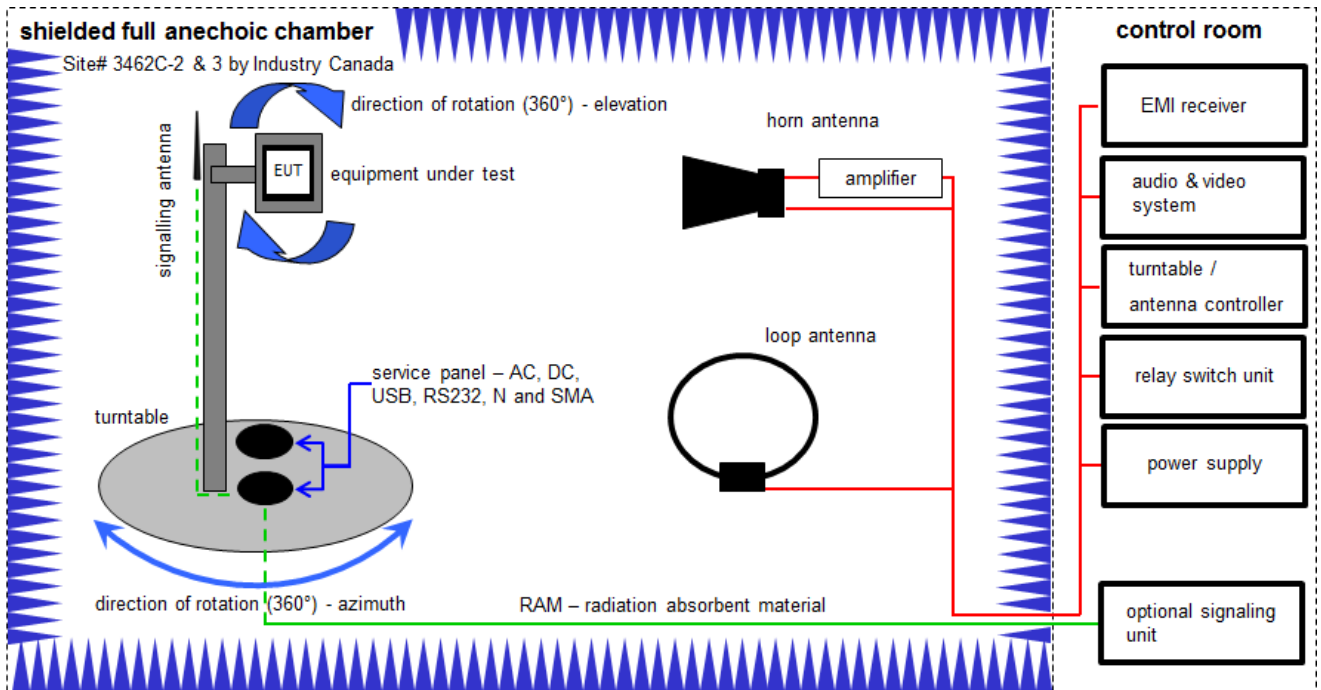 shielded full anechoic chamber
Site# 3462C-2 & 3 by Industry Canada
direction of rotation (360°) - elevation
signalling antenna
EUT
equipment under test
horn antenna
amplifier
loop antenna
service panel – AC, DC,
USB, RS232, N and SMA
turntable
direction of rotation (360°) - azimuth
RAM – radiation absorbent material
control room
EMI receiver
audio & video
system
turntable /
antenna controller
relay switch unit
power supply
optional signaling
unit